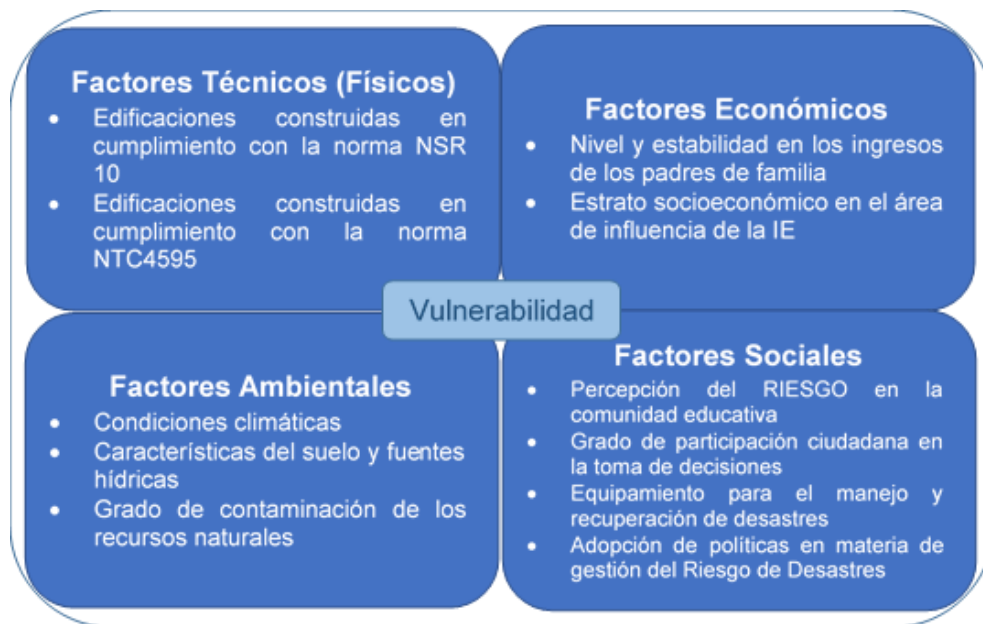 Factores Técnicos (Físicos)
• Edificaciones construidas en
cumplimiento con la norma NSR
10
• Edificaciones construidas en
cumplimiento con la norma
NTC4595
Factores Económicos
• Nivel y estabilidad en los ingresos
de los padres de familia
• Estrato socioeconómico en el área
de influencia de la IE
Vulnerabilidad
Factores Ambientales
• Condiciones climáticas
• Características del suelo y fuentes
hídricas
• Grado de contaminación de los
recursos naturales
Factores Sociales
• Percepción del RIESGO en la
comunidad educativa
• Grado de participación ciudadana en
la toma de decisiones
• Equipamiento para el manejo y
recuperación de desastres
• Adopción de políticas en materia de
gestión del Riesgo de Desastres